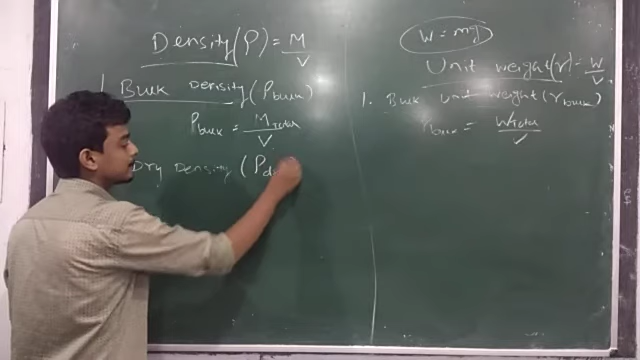 Density(ρ) = M/V
1. Bulk Density(ρbulk)
ρbulk = MTotal/V
Dry Density (ρd
W = mg
Unit weight(γ) = W/V
1. Bulk unit weight(γbulk)
γbulk = WTotal/V